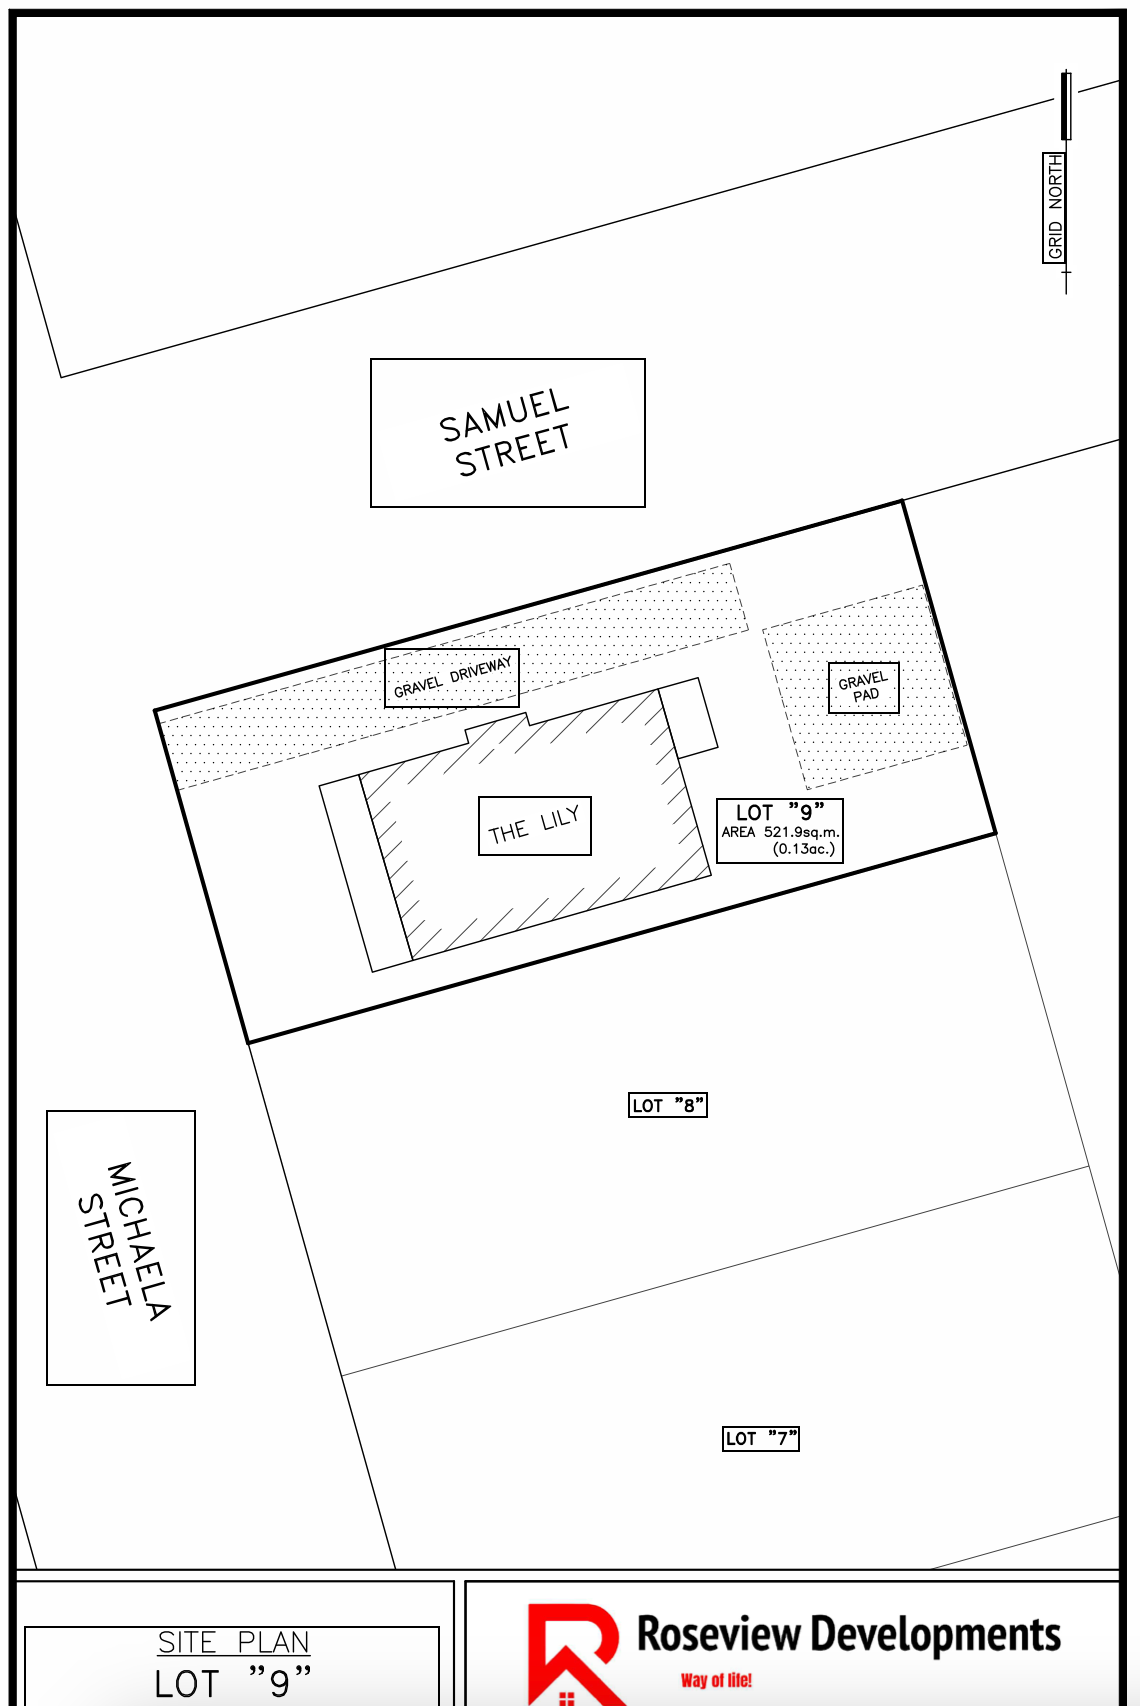 GRID NORTH
SAMUEL
STREET
GRAVEL DRIVEWAY
GRAVEL
PAD
THE LILY
LOT "9"
AREA 521.9sq.m.
(0.13ac.)
LOT "8"
MICHAELA
STREET
LOT "7"
SITE PLAN
LOT "9"
Roseview Developments
Way of life!